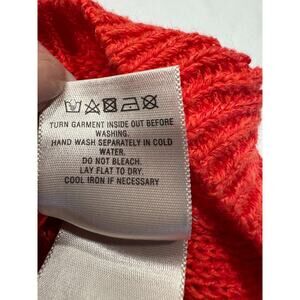 TURN GARMENT INSIDE OUT BEFORE
WASHING.
HAND WASH SEPARATELY IN COLD
WATER.
DO NOT BLEACH.
LAY FLAT TO DRY.
COOL IRON IF NECESSARY